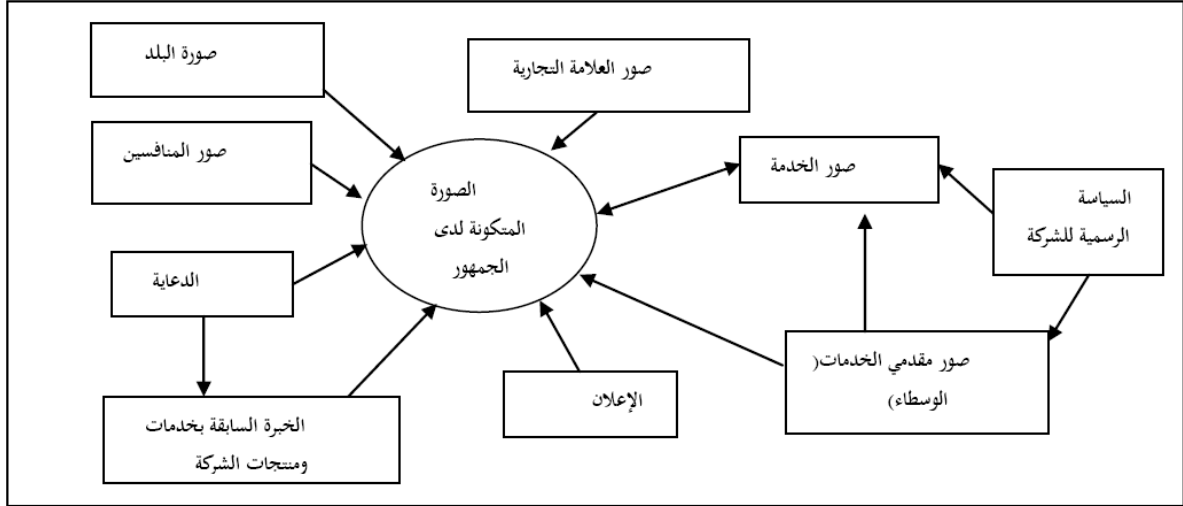 صورة البلد
صور العلامة التجارية
صور المنافسين
الصورة
المتكونة لدى
الجمهور
صور الخدمة
السياسة
الرسمية للشركة
الدعاية
صور مقدمي الخدمات(
الوسطاء)
الإعلان
الخبرة السابقة بخدمات
ومنتجات الشركة